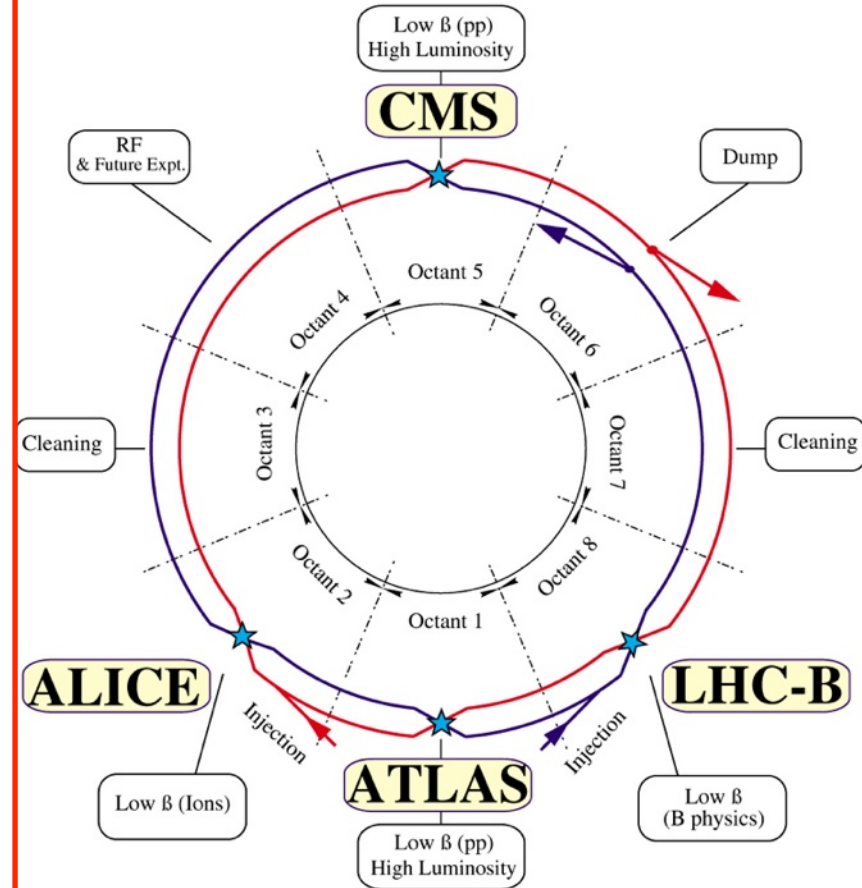 Low ß (pp)
High Luminosity
CMS
RF
& Future Expt.
Dump
Octant 5
Octant 4
Octant 6
Cleaning
Octant 3
Octant 7
Cleaning
Octant 2
Octant 8
Octant 1
ALICE
LHC-B
Injection
Injection
ATLAS
Low ß (Ions)
Low ß
(B physics)
Low ß (pp)
High Luminosity